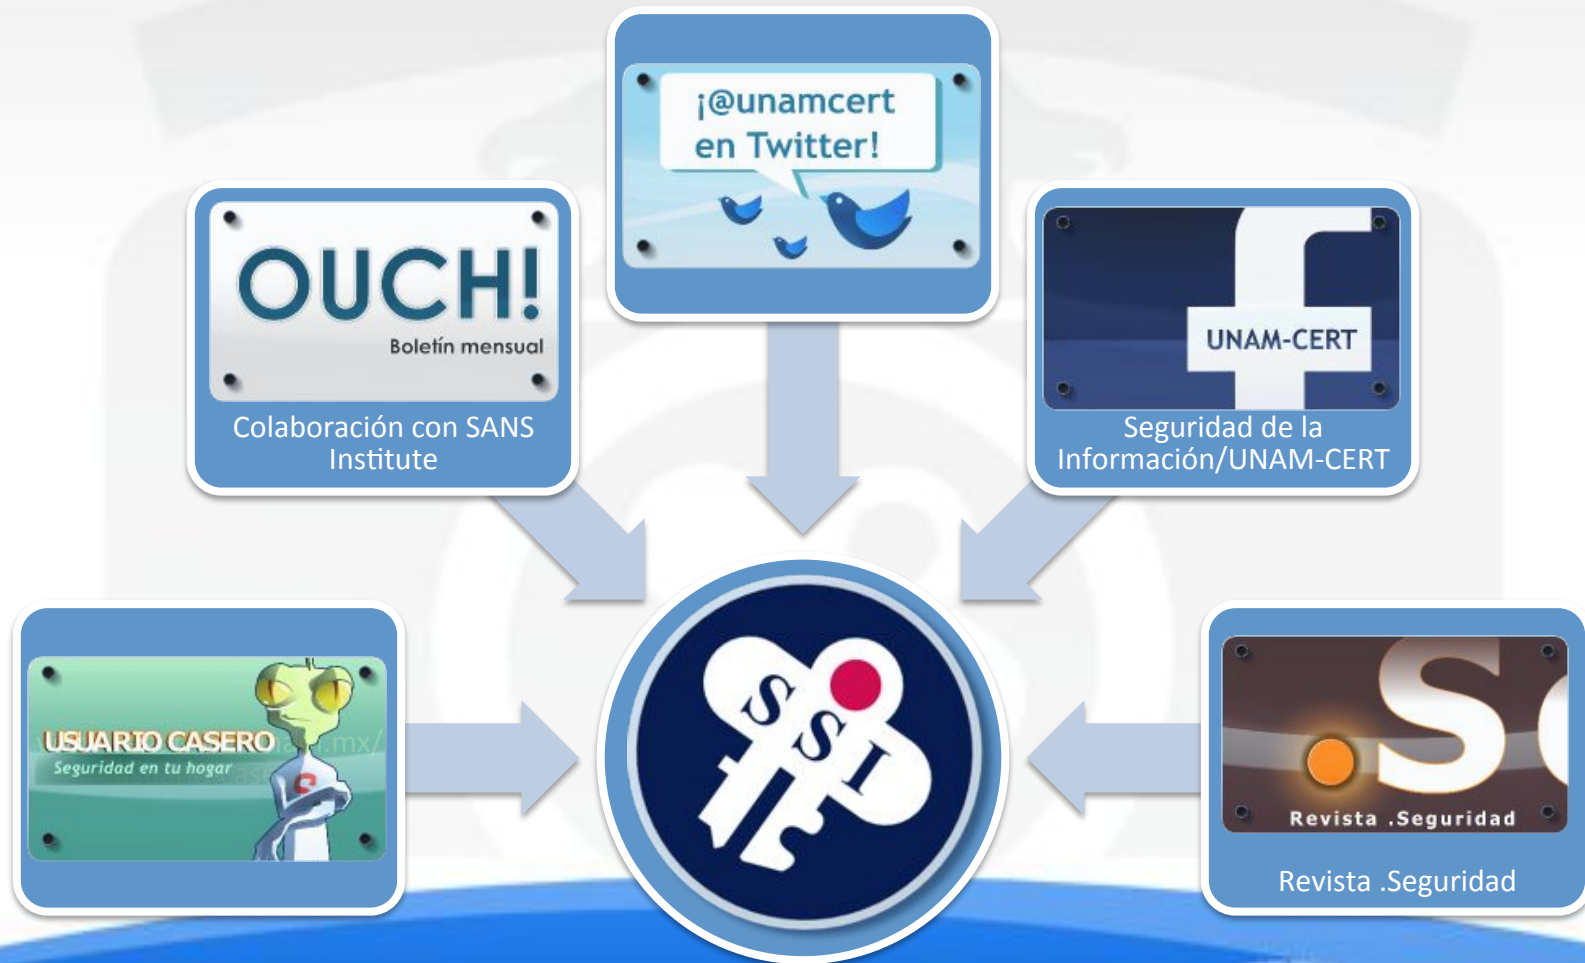 ¡@unamcert
en Twitter!
OUCH!
Boletín mensual
Colaboración con SANS
Institute
UNAM-CERT
Seguridad de la
Información/UNAM-CERT
USUARIO CASERO
Seguridad en tu hogar
SSI
Revista .Seguridad
Revista .Seguridad